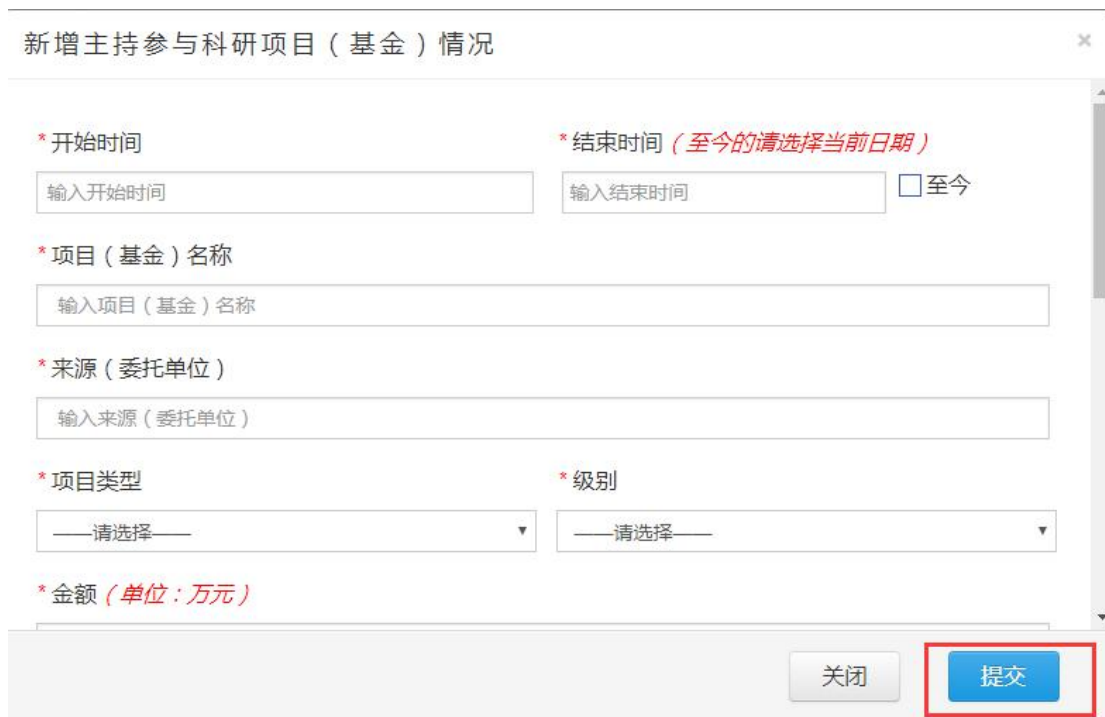 新增主持参与科研项目（基金）情况 ×
*开始时间 *结束时间（至今的请选择当前日期）
输入开始时间 输入结束时间 至今
*项目（基金）名称
输入项目（基金）名称
*来源（委托单位）
输入来源（委托单位）
*项目类型 *级别
——请选择—— ——请选择——
*金额（单位：万元）
关闭 提交